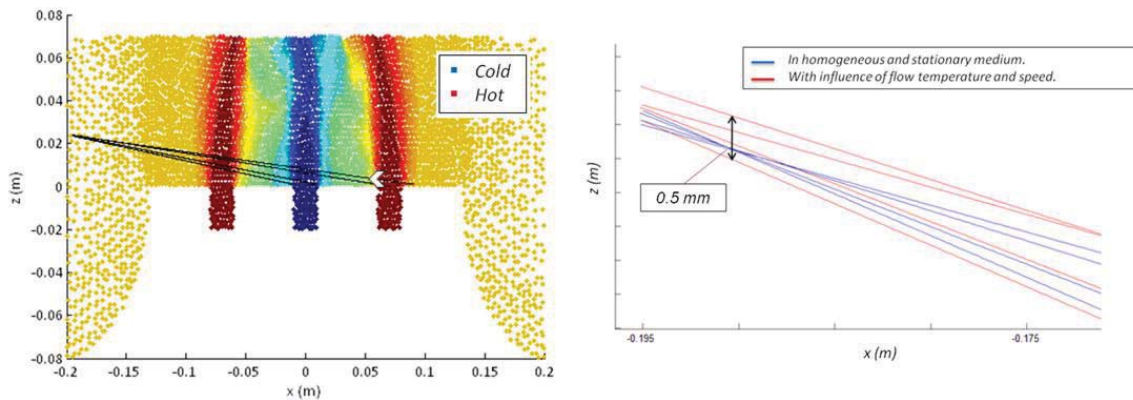 0.08
0.06
0.04
0.02
0
-0.02
-0.04
-0.06
-0.08
z (m)
-0.2
-0.15
-0.1
-0.05
0
0.05
0.1
0.15
0.2
x (m)
Cold
Hot
In homogeneous and stationary medium.
With influence of flow temperature and speed.
z (m)
0.5 mm
-0.195
-0.175
x (m)